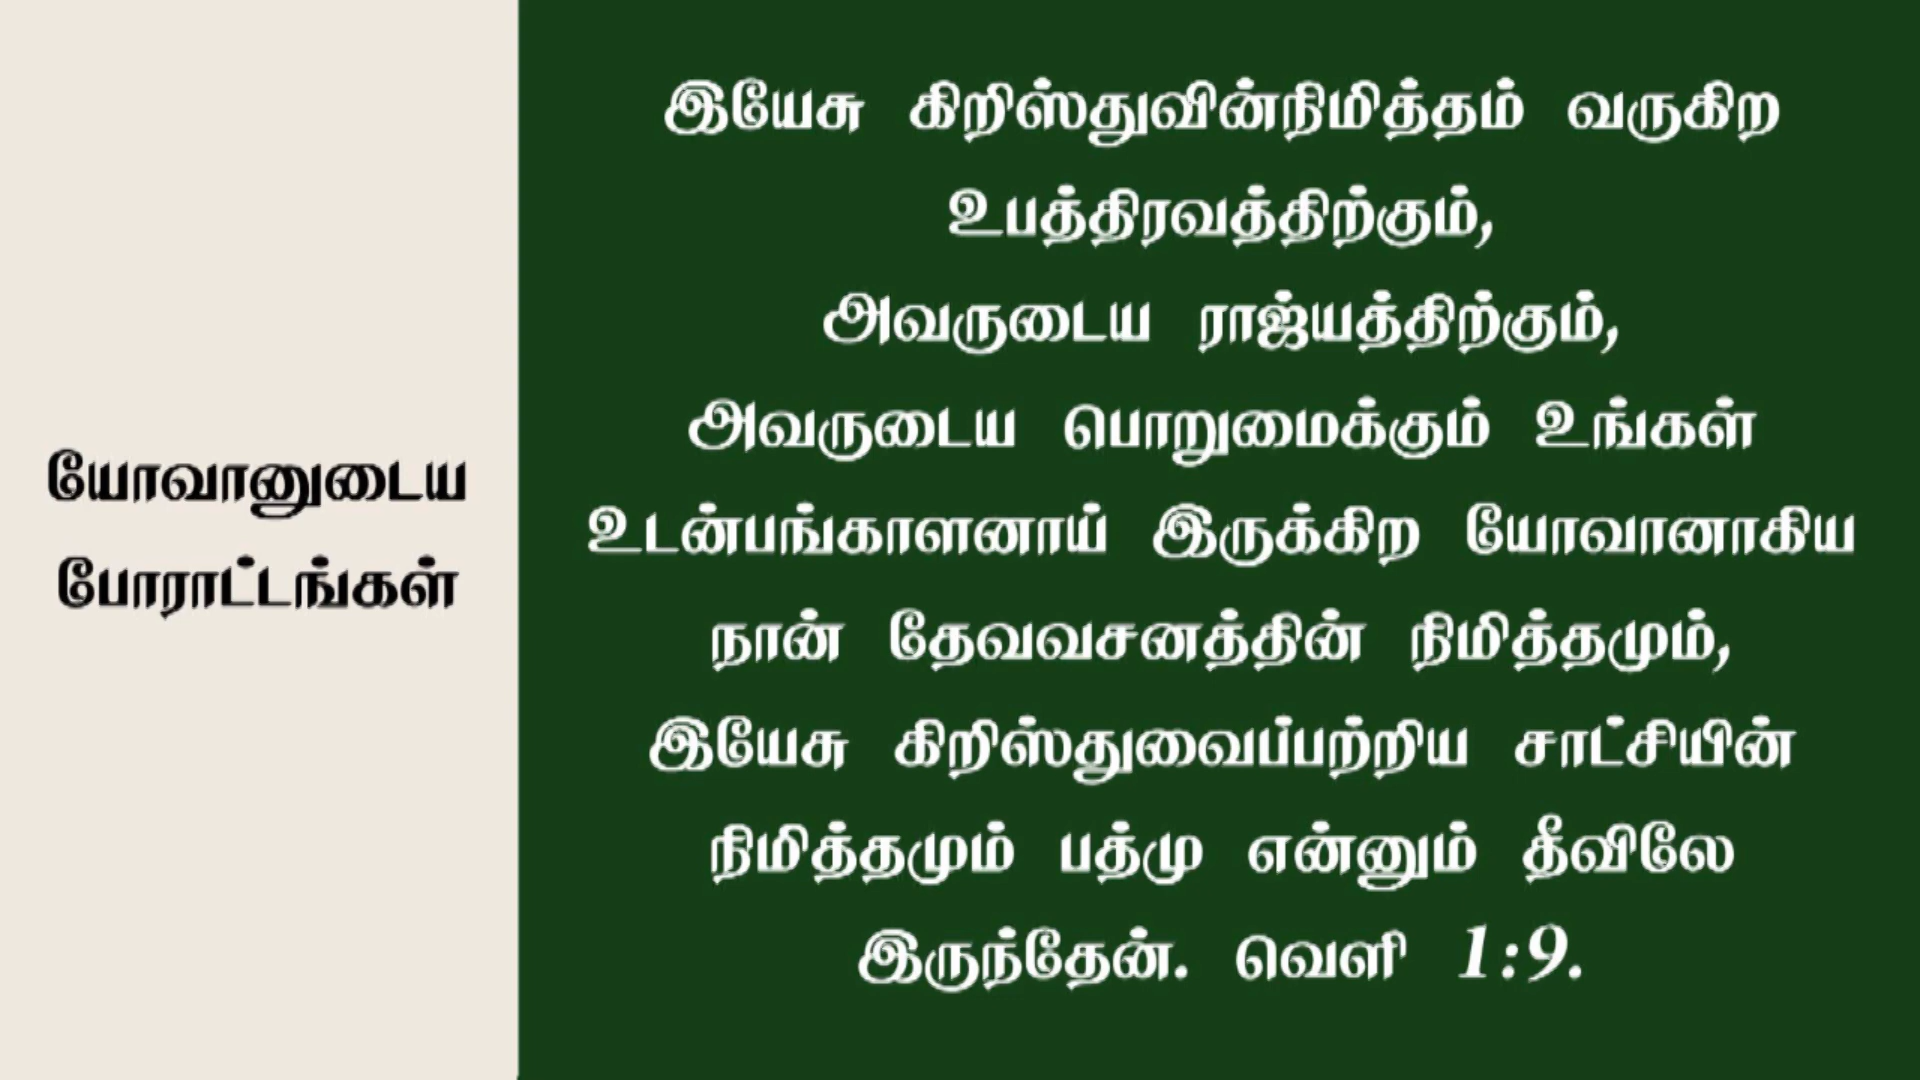 யோவானுடைய
போராட்டங்கள்
இயேசு கிறிஸ்துவின்நிமித்தம் வருகிற
உபத்திரவத்திற்கும்,
அவருடைய ராஜ்யத்திற்கும்,
அவருடைய பொறுமைக்கும் உங்கள்
உடன்பங்காளனாய் இருக்கிற யோவானாகிய
நான் தேவவசனத்தின் நிமித்தமும்,
இயேசு கிறிஸ்துவைப்பற்றிய சாட்சியின்
நிமித்தமும் பத்மு என்னும் தீவிலே
இருந்தேன். வெளி 1:9.